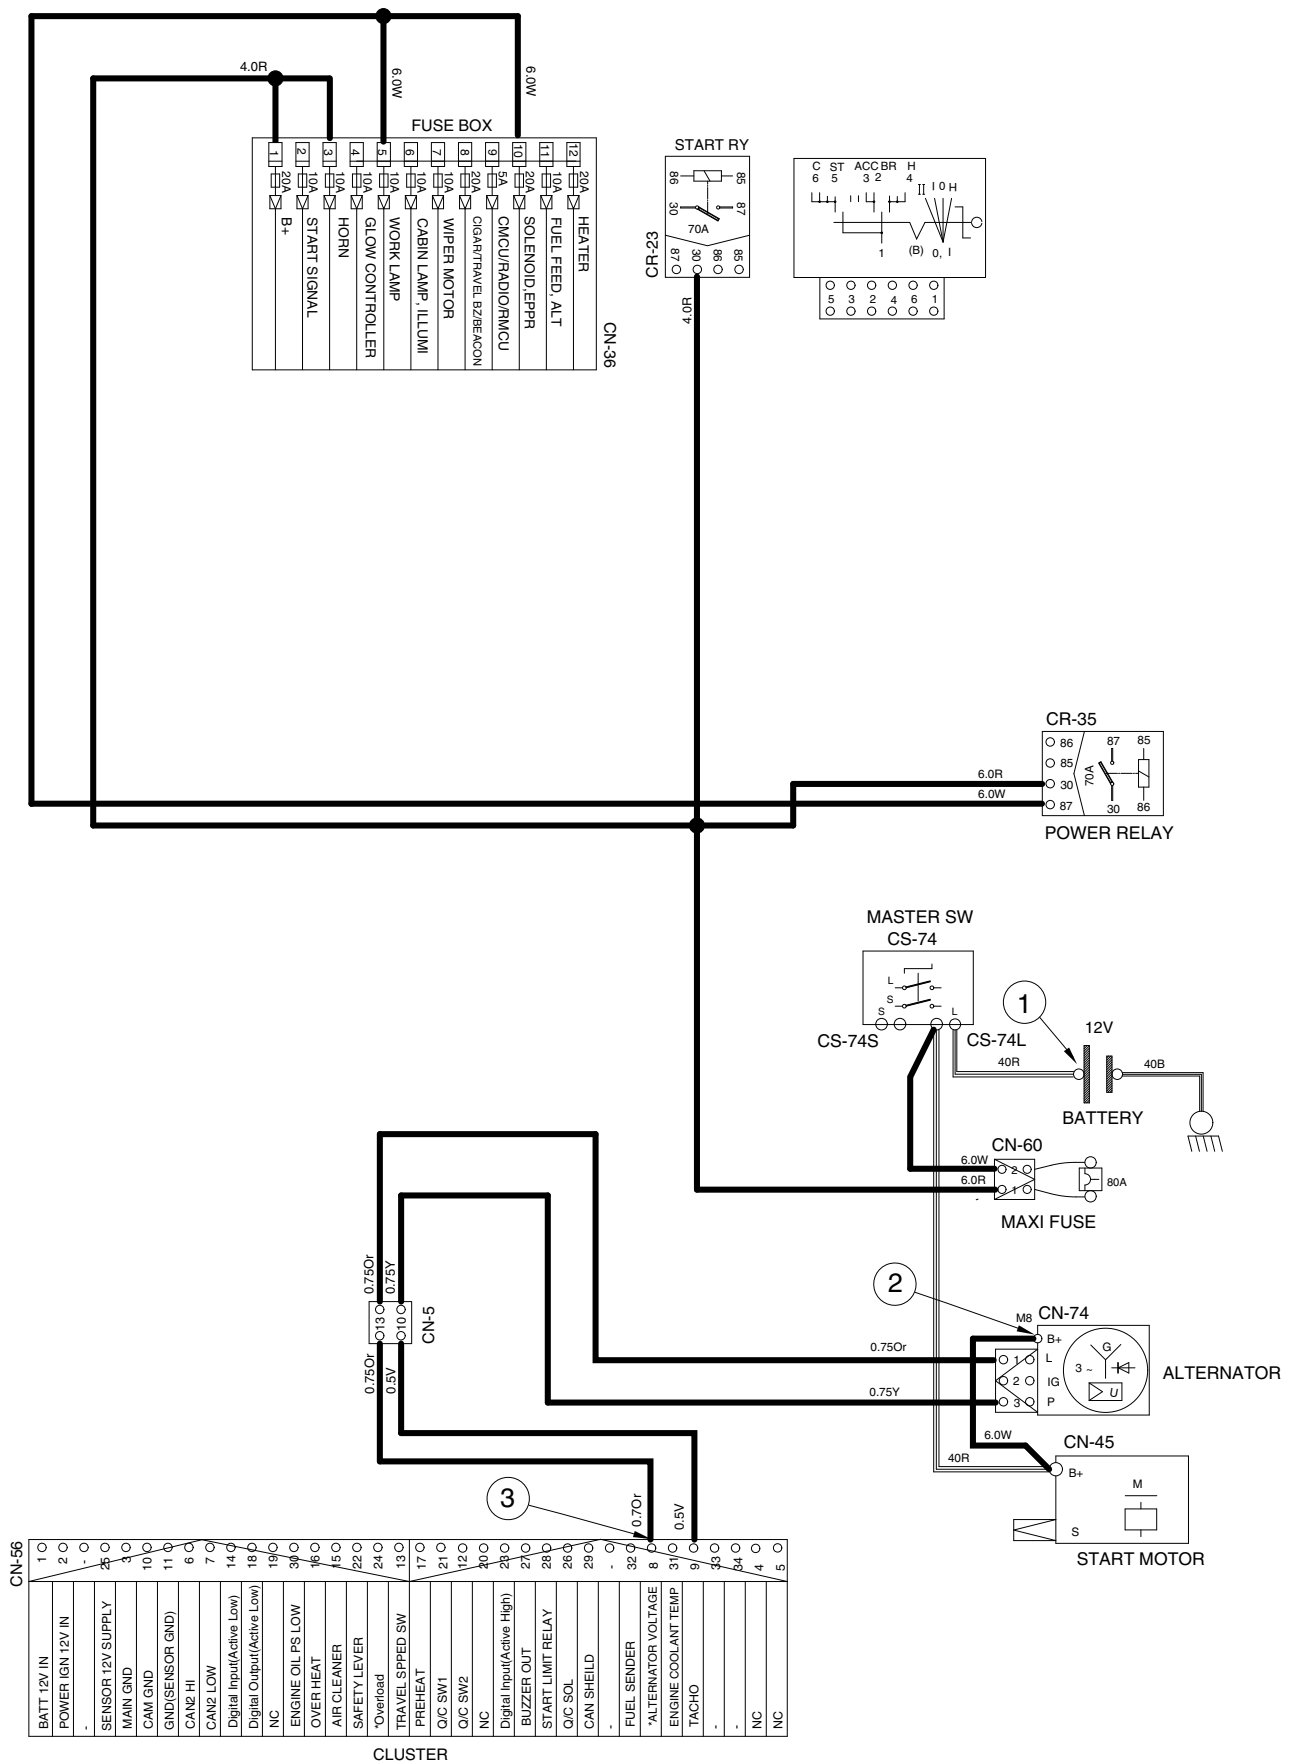 4.0R
6.0W
6.0W
FUSE BOX
1
2
3
4
5
6
7
8
9
10
11
12
20A
10A
10A
10A
10A
10A
10A
20A
5A
20A
10A
20A
B+
START SIGNAL
HORN
GLOW CONTROLLER
WORK LAMP
CABIN LAMP, ILLUMI
WIPER MOTOR
CIGAR/TRAVEL BZ/BEACON
CMCU/RADIO/RMCU
SOLENOID,EPPR
FUEL FEED, ALT
HEATER
CN-36
START RY
86
85
30
87
70A
CR-23
87
30
86
85
4.0R
C ST ACC BR H
6 5 3 2 4
II I 0 H
1
(B)
0, I
5 3 2 4 6 1
CR-35
86
85
30
87
87
85
70A
30
86
6.0R
6.0W
POWER RELAY
MASTER SW
CS-74
L
S
S
L
CS-74S
CS-74L
1
12V
40R
40B
BATTERY
CN-60
6.0W
2
6.0R
1
80A
MAXI FUSE
0.75Or
0.75Y
13
10
CN-5
0.75Or
0.5V
2
M8
CN-74
B+
0.75Or
1
L
2
IG
0.75Y
3
P
G
3 ~
U
ALTERNATOR
6.0W
CN-45
40R
B+
M
S
START MOTOR
3
0.7Or
0.5V
CN-56
1
2
-
25
3
10
11
6
7
14
18
19
30
16
15
22
24
13
17
21
12
20
23
27
28
26
29
-
32
8
31
9
33
34
4
5
BATT 12V IN
POWER IGN 12V IN
-
SENSOR 12V SUPPLY
MAIN GND
CAM GND
GND(SENSOR GND)
CAN2 HI
CAN2 LOW
Digital Input(Active Low)
Digital Output(Active Low)
NC
ENGINE OIL PS LOW
OVER HEAT
AIR CLEANER
SAFETY LEVER
*Overload
TRAVEL SPPED SW
PREHEAT
Q/C SW1
Q/C SW2
NC
Digital Input(Active High)
BUZZER OUT
START LIMIT RELAY
Q/C SOL
CAN SHEILD
-
FUEL SENDER
*ALTERNATOR VOLTAGE
ENGINE COOLANT TEMP
TACHO
-
-
NC
NC
CLUSTER